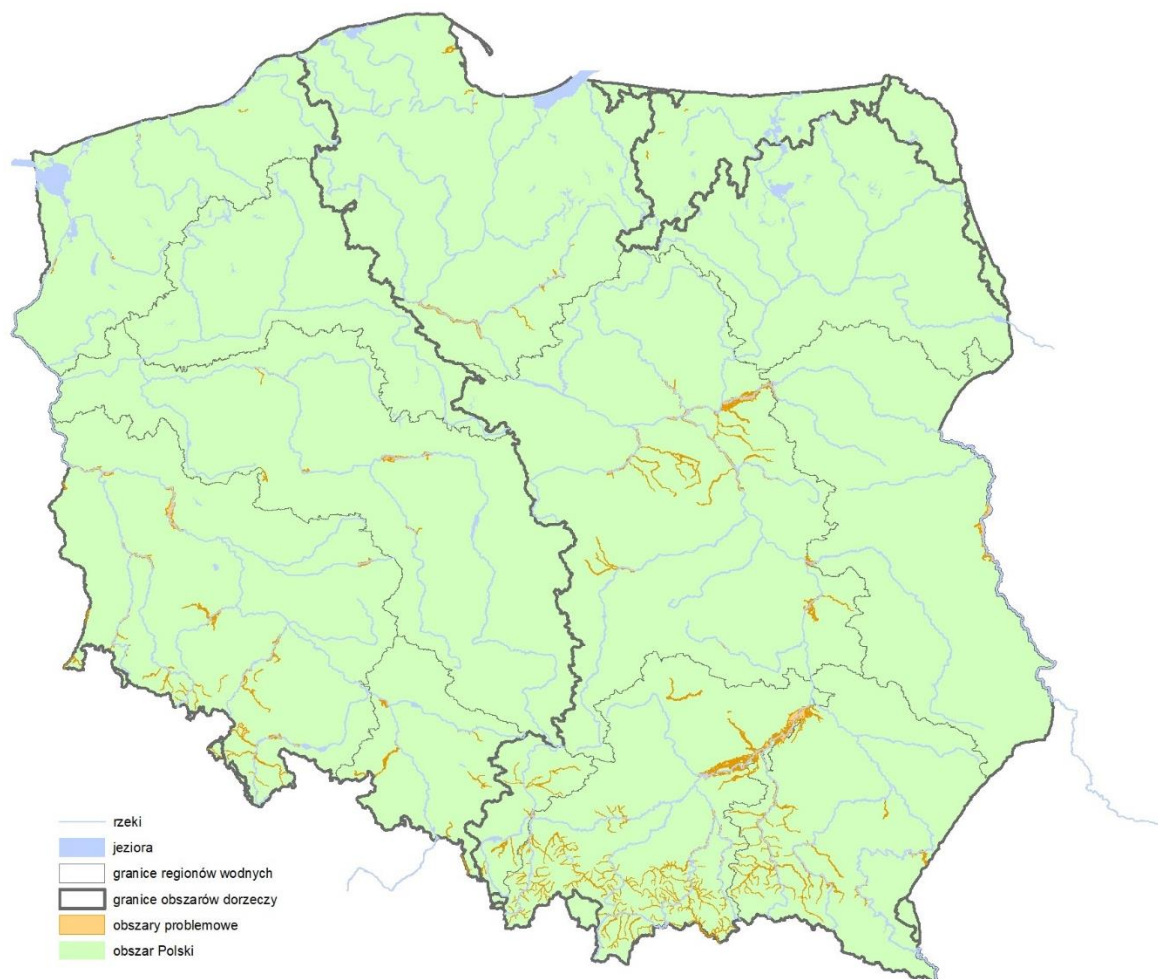 rzeki
jeziora
granice regionów wodnych
granice obszarów dorzeczy
obszary problemowe
obszar Polski